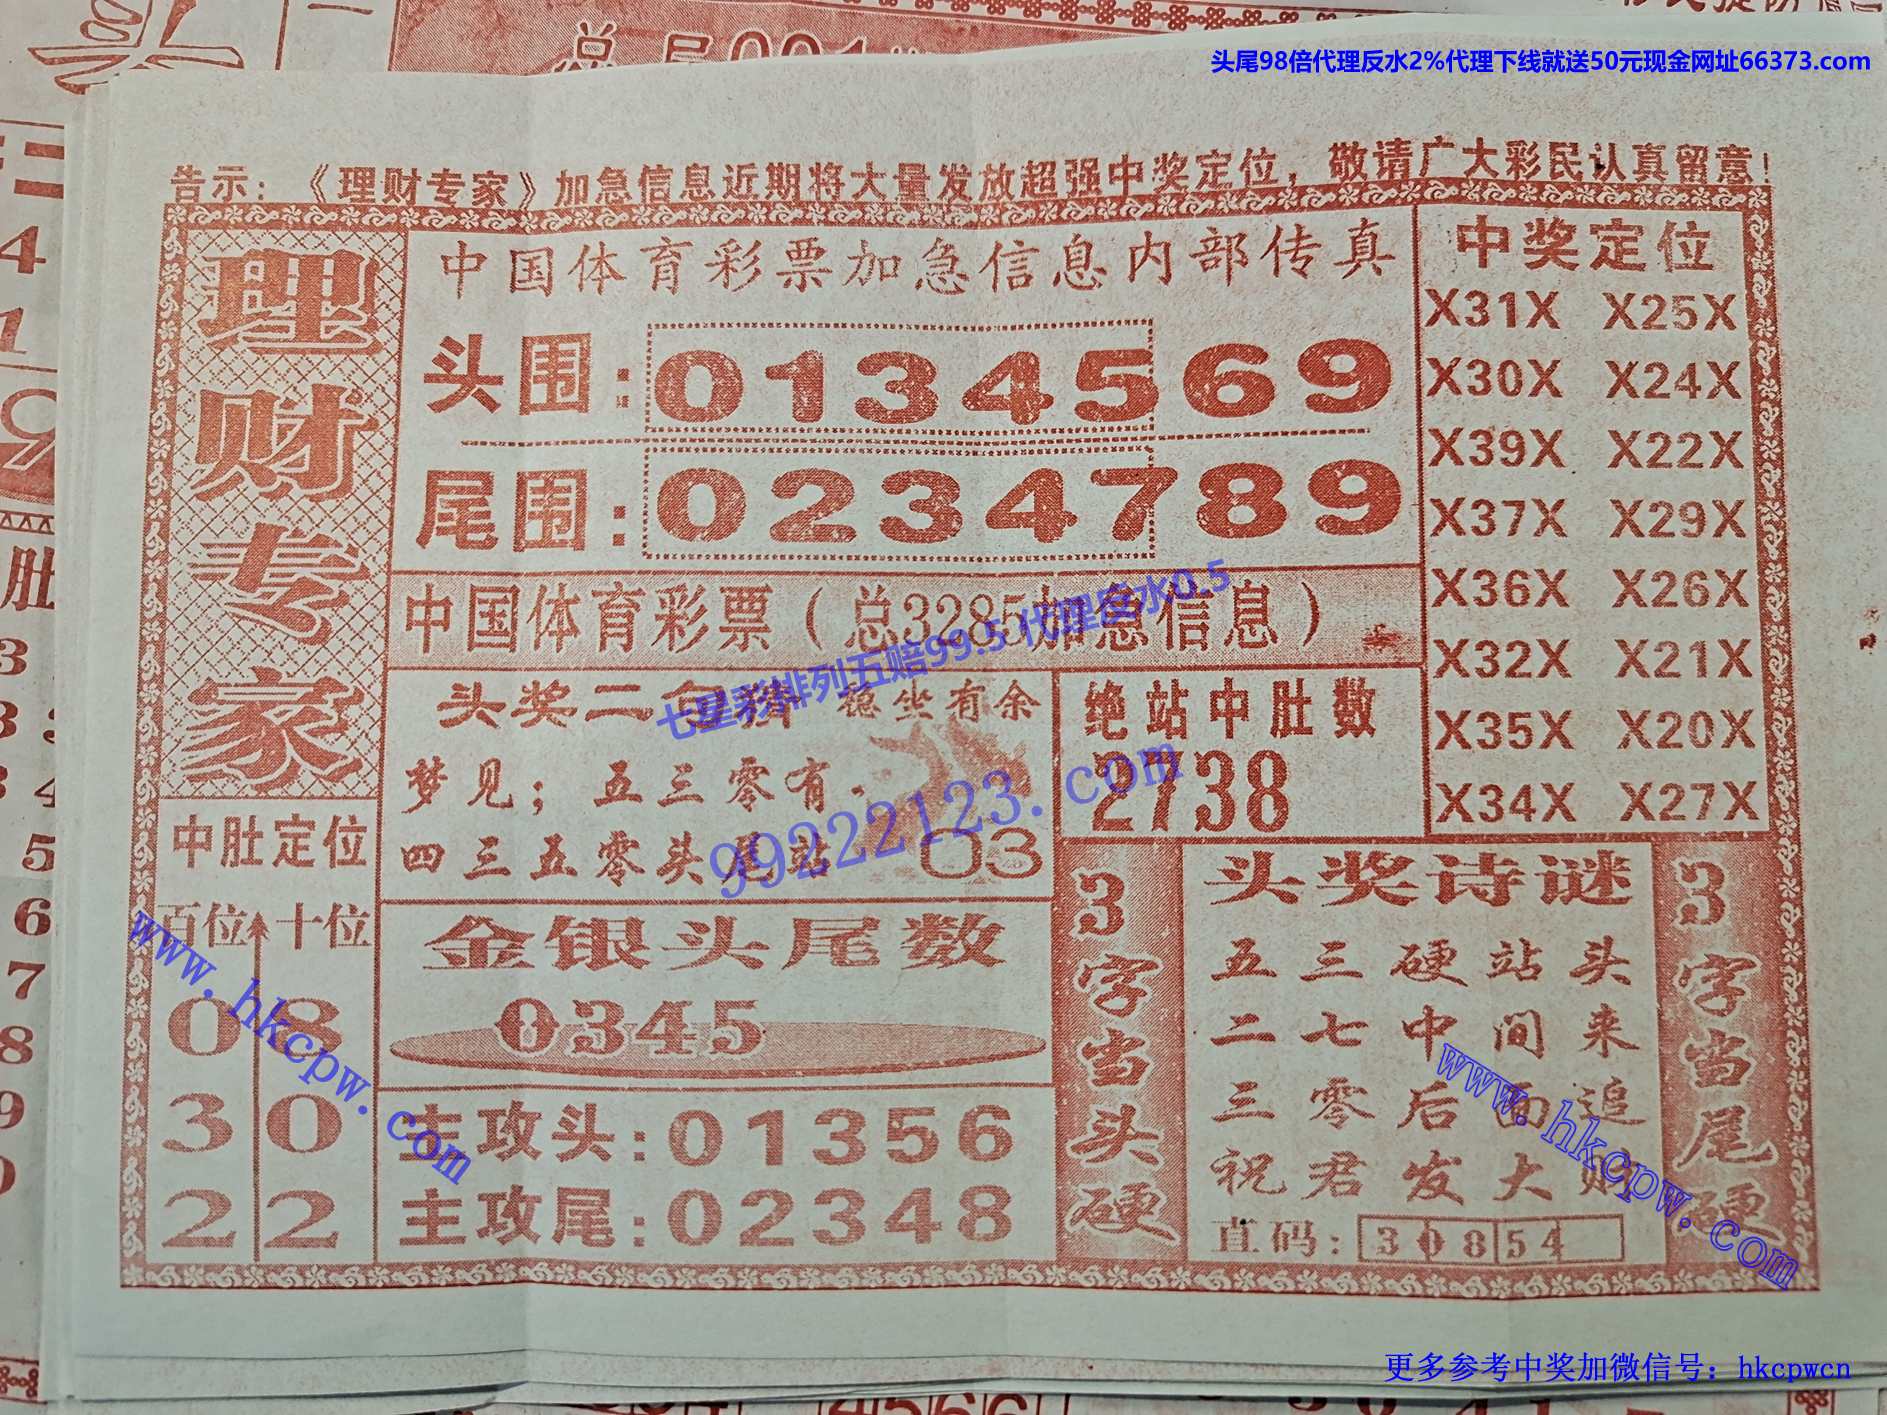 头尾98倍代理反水2%代理下线就送50元现金网址66373.com
告示：《理财专家》加急信息近期将大量发放超强中奖定位，敬请广大彩民认真留意！
理财专家
中国体育彩票加急信息内部传真
头围：0134569
尾围：0234789
中国体育彩票（总3285加急信息）
七星彩排列五赔99.5 代理反水0.5
中奖定位
X31X X25X
X30X X24X
X39X X22X
X37X X29X
X36X X26X
X32X X21X
X35X X20X
X34X X27X
头奖二句 稳坐有余
梦见；五三零有.
四三五零头尾站 03
99222123.com
绝站中肚数
2738
中肚定位
百位 十位
0 8
3 0
2 2
金银头尾数
0345
主攻头：01356
主攻尾：02348
3字当头硬
头奖诗谜
五三硬站头
二七中间来
三零后面追
祝君发大财
直码：30854
3字当尾硬
www.hkcpw.com
www.hkcpw.com
更多参考中奖加微信号：hkcpwcn